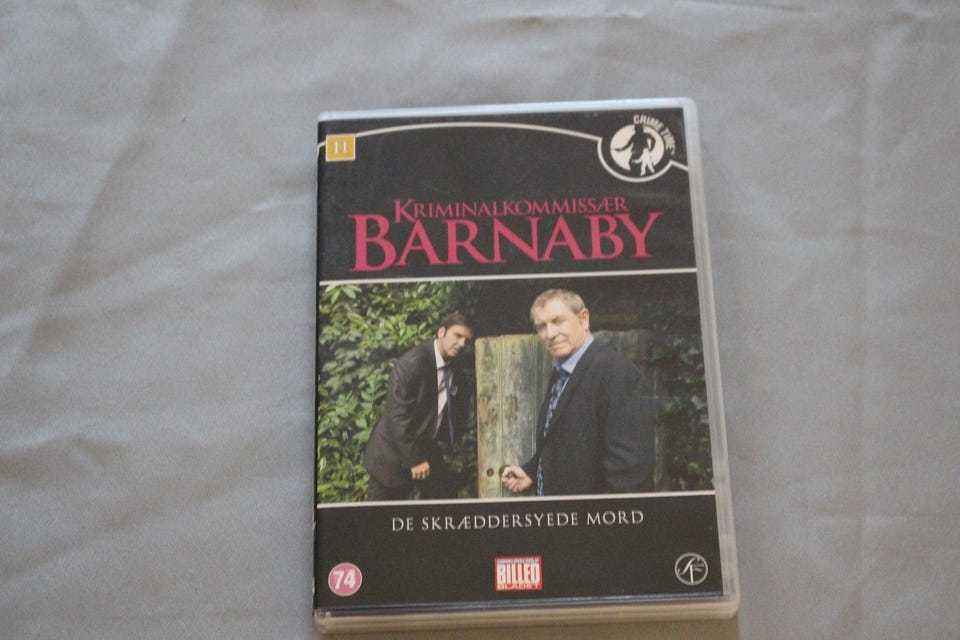 11
CRIME TIME
KRIMINALKOMMISSÆR
BARNABY
DE SKRÆDDERSYEDE MORD
74
BILLED
BLADET